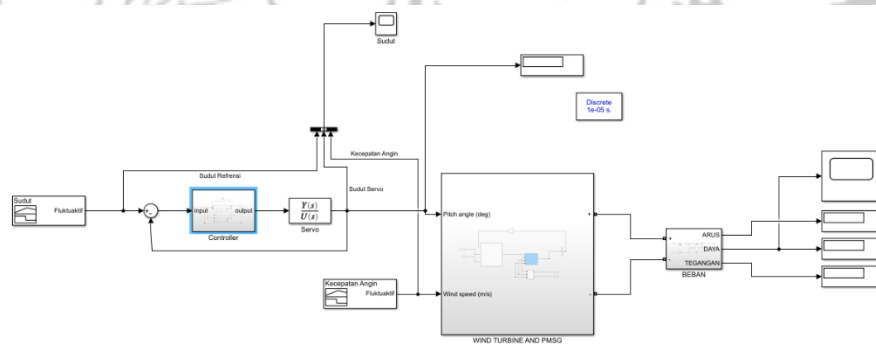 Sudut
Discrete
1e-05 s.
Kecepatan Angin
Sudut Refrensi
Sudut Servo
Sudut
Fluktuaktif
+
-
input
output
Controller
Y(s)
U(s)
Servo
Pitch angle (deg)
+
Wind speed (m/s)
-
WIND TURBINE AND PMSG
Kecepatan Angin
Fluktuaktif
+
-
ARUS
DAYA
TEGANGAN
BEBAN